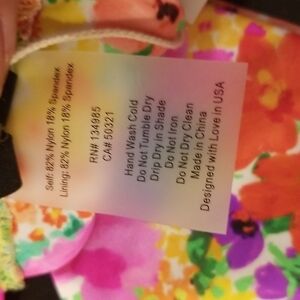 Self: 82% Nylon 18% Spandex
Lining: 82% Nylon 18% Spandex
RN# 134985
CA# 50321
Hand Wash Cold
Do Not Tumble Dry
Drip Dry in Shade
Do Not Iron
Do Not Dry Clean
Made in China
Designed with Love in USA